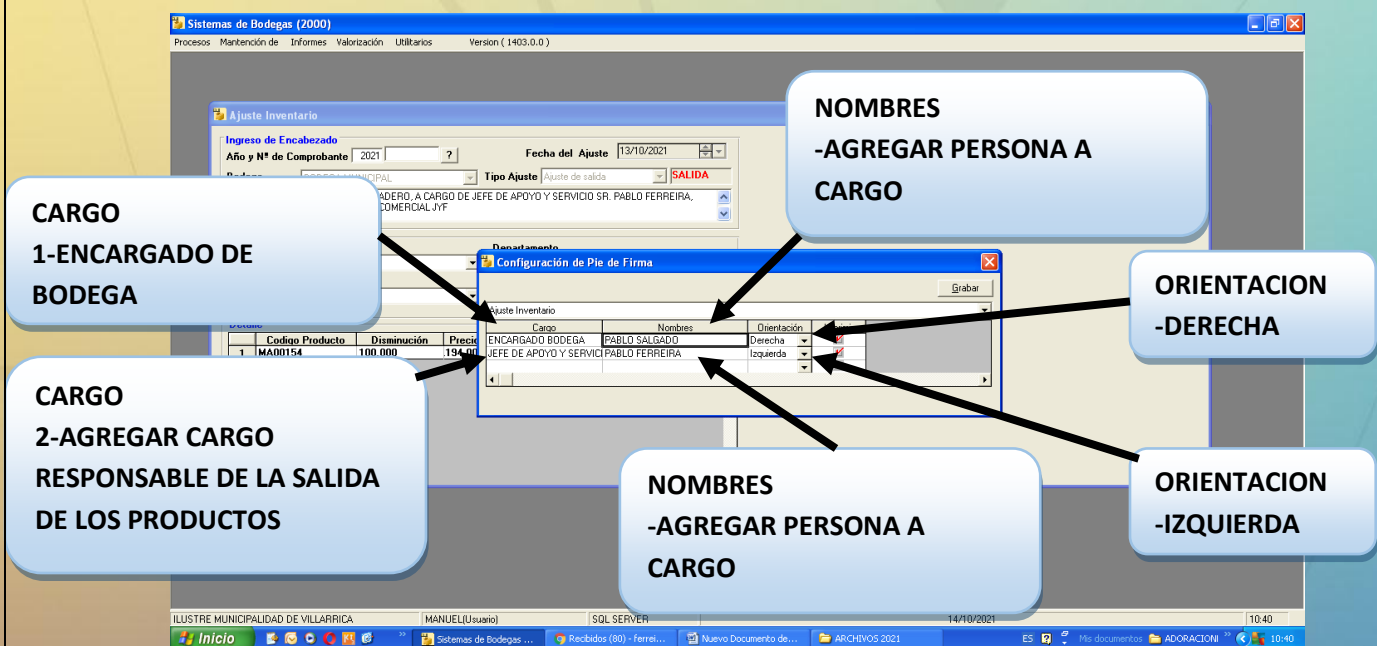 Sistemas de Bodegas (2000)
Procesos Mantención de Informes Valorización Utilitarios Version ( 1403.0.0 )
Ajuste Inventario
Ingreso de Encabezado
Año y Nº de Comprobante 2021 ? Fecha del Ajuste 13/10/2021
MUNICIPAL Tipo Ajuste Ajuste de salida SALIDA
ADERO, A CARGO DE JEFE DE APOYO Y SERVICIO SR. PABLO FERREIRA,
COMERCIAL JYF
Departamento
NOMBRES
-AGREGAR PERSONA A
CARGO
CARGO
1-ENCARGADO DE
BODEGA
Configuración de Pie de Firma
Grabar
Ajuste Inventario
Cargo Nombres Orientación
ENCARGADO BODEGA PABLO SALGADO Derecha
JEFE DE APOYO Y SERVICI PABLO FERREIRA Izquierda
ORIENTACION
-DERECHA
Detalle
Codigo Producto Disminución Precio
1 MA00154 100,000
CARGO
2-AGREGAR CARGO
RESPONSABLE DE LA SALIDA
DE LOS PRODUCTOS
NOMBRES
-AGREGAR PERSONA A
CARGO
ORIENTACION
-IZQUIERDA
ILUSTRE MUNICIPALIDAD DE VILLARRICA MANUEL(Usuario) SQL SERVER 14/10/2021 10:40
Inicio Sistemas de Bodegas ... Recibidos (80) - ferrei... Nuevo Documento de... ARCHIVOS 2021 ES Mis documentos ADORACIONI 10:40